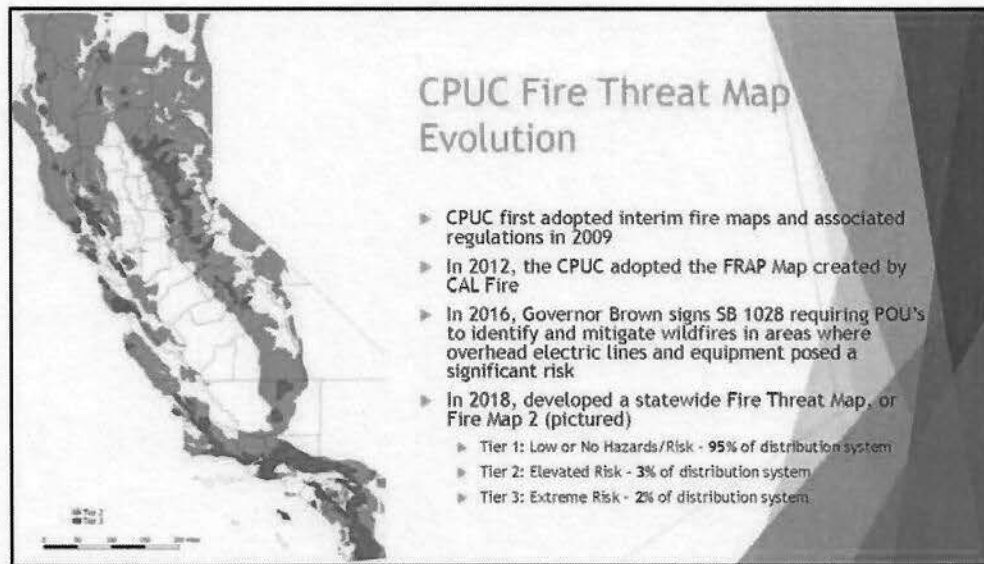 CPUC Fire Threat Map
Evolution
CPUC first adopted interim fire maps and associated
regulations in 2009
In 2012, the CPUC adopted the FRAP Map created by
CAL Fire
In 2016, Governor Brown signs SB 1028 requiring POU's
to identify and mitigate wildfires in areas where
overhead electric lines and equipment posed a
significant risk
In 2018, developed a statewide Fire Threat Map, or
Fire Map 2 (pictured)
Tier 1: Low or No Hazards/Risk - 95% of distribution system
Tier 2: Elevated Risk - 3% of distribution system
Tier 3: Extreme Risk - 2% of distribution system
Tier 2
Tier 3